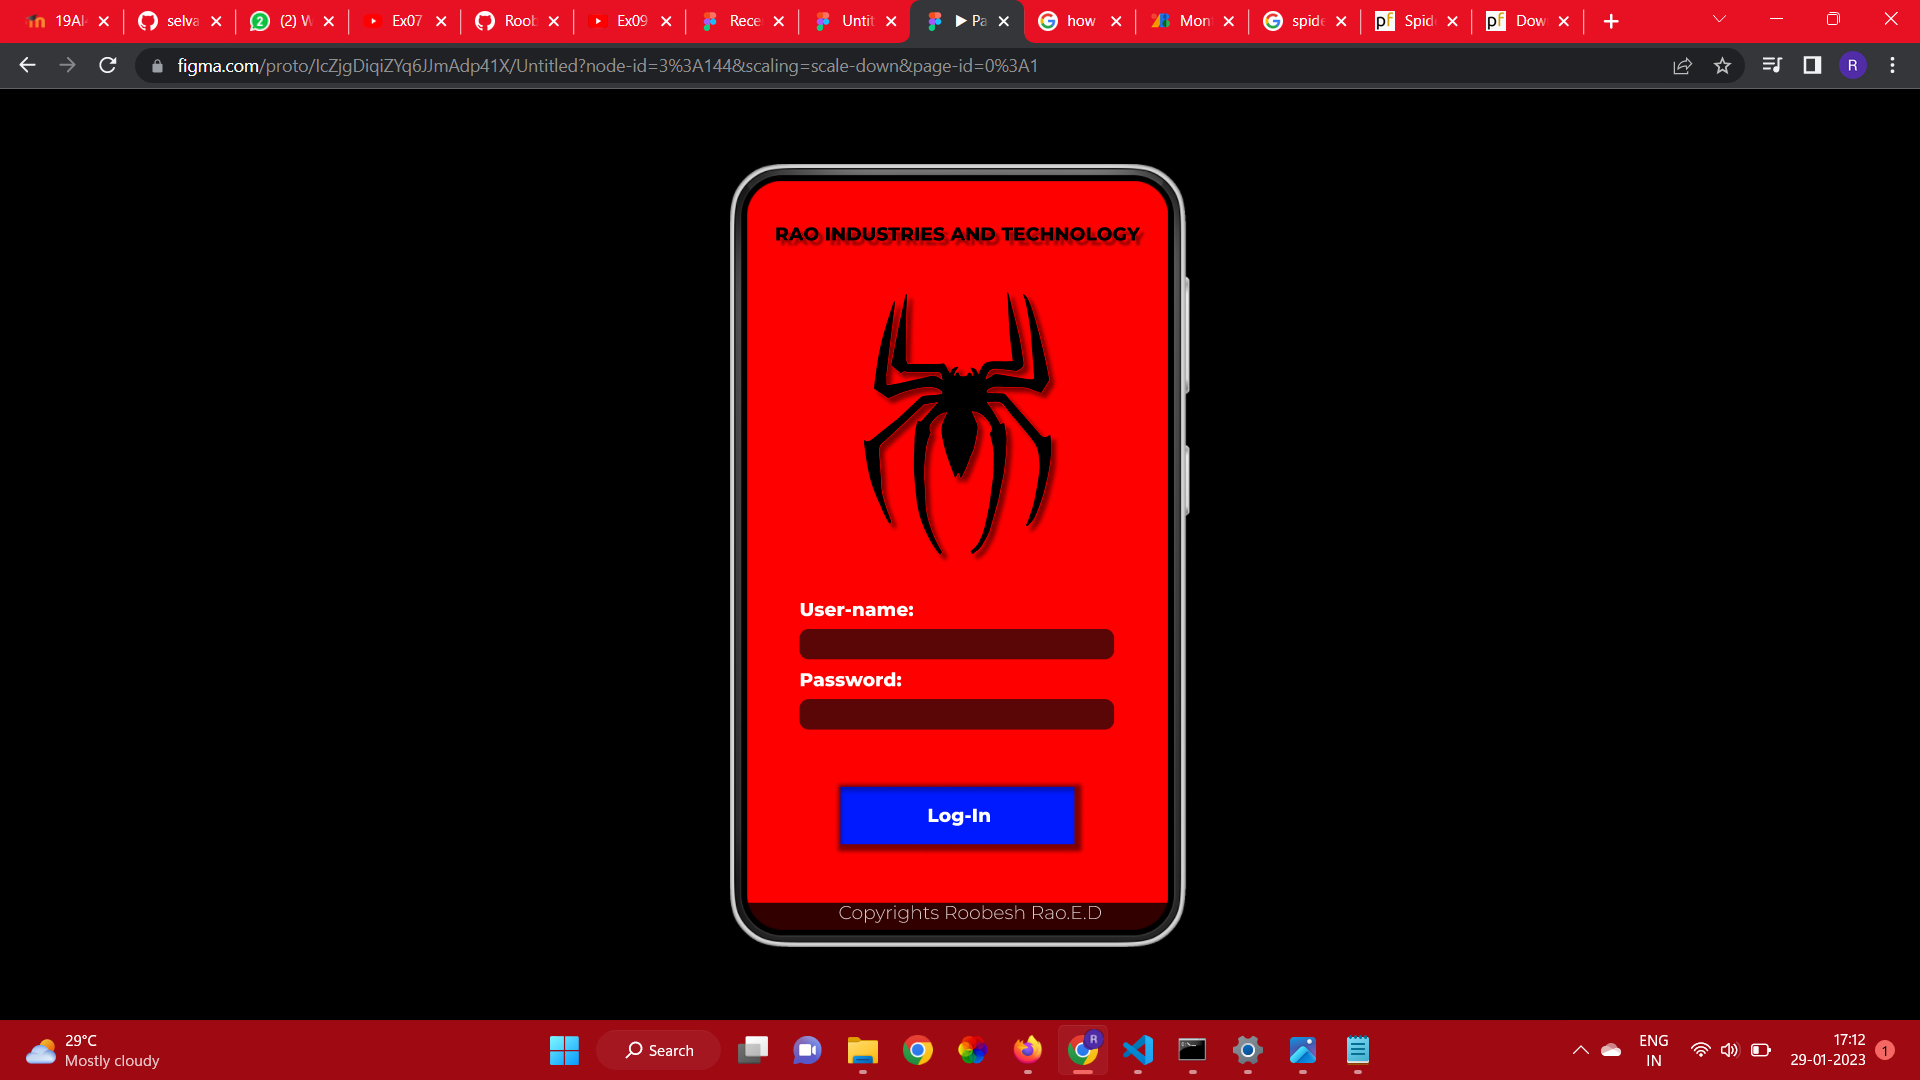 19AI
selva
(2) W
Ex07
Roob
Ex09
Rece
Untit
Pa
how
Mon
spide
pf Spid
pf Dow
figma.com/proto/IcZjgDiqiZYq6JJmAdp41X/Untitled?node-id=3%3A144&scaling=scale-down&page-id=0%3A1
R
RAO INDUSTRIES AND TECHNOLOGY
User-name:
Password:
Log-In
Copyrights Roobesh Rao.E.D
29°C
Mostly cloudy
Search
R
ENG
IN
17:12
29-01-2023
1